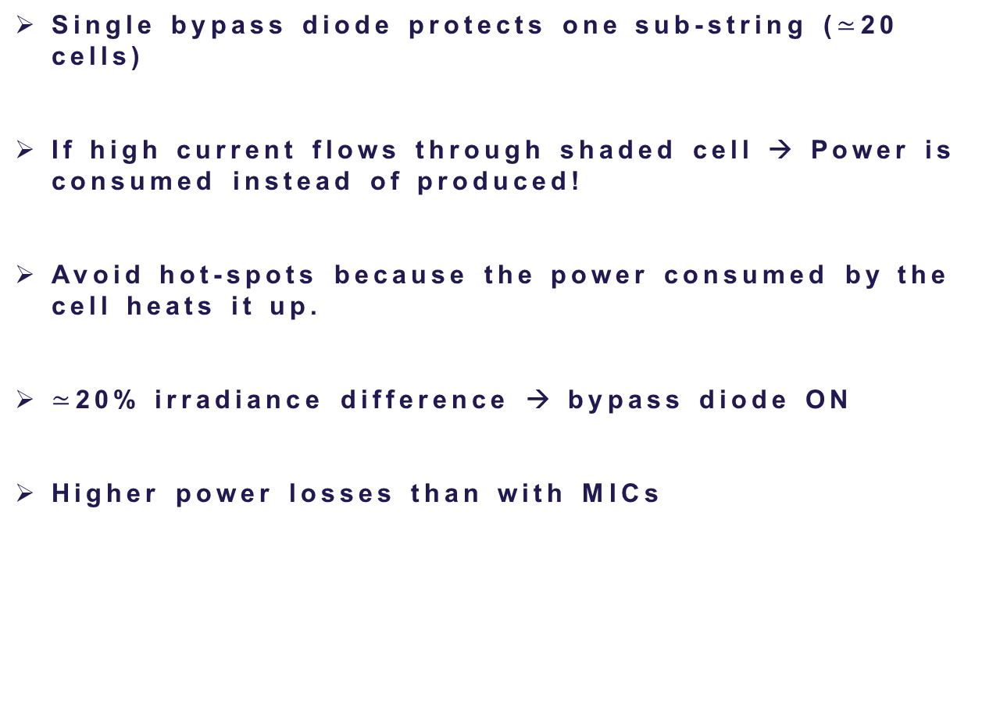 ➢ Single bypass diode protects one sub-string (≃20
cells)
➢ If high current flows through shaded cell → Power is
consumed instead of produced!
➢ Avoid hot-spots because the power consumed by the
cell heats it up.
➢ ≃20% irradiance difference → bypass diode ON
➢ Higher power losses than with MICs